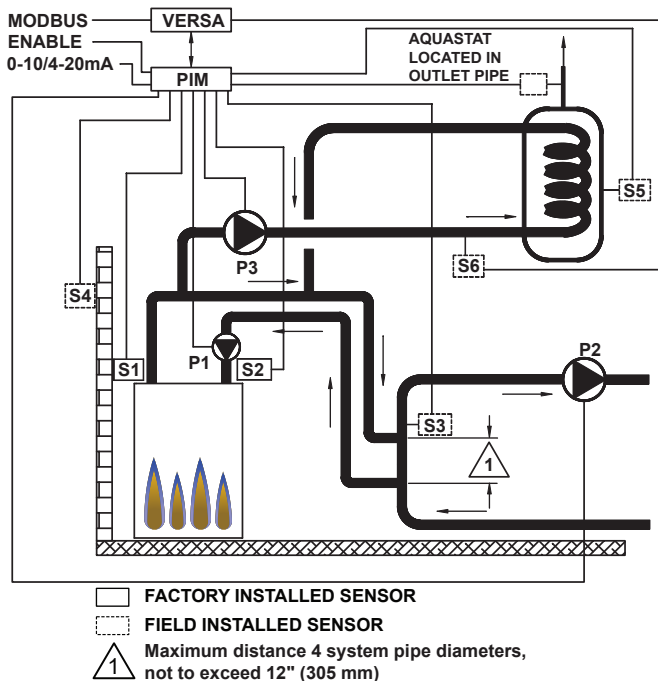 MODBUS
VERSA
ENABLE
0-10/4-20mA
PIM
AQUASTAT
LOCATED IN
OUTLET PIPE
S5
P3
S6
S4
S1
P1
S2
P2
S3
1
FACTORY INSTALLED SENSOR
FIELD INSTALLED SENSOR
1
Maximum distance 4 system pipe diameters,
not to exceed 12" (305 mm)